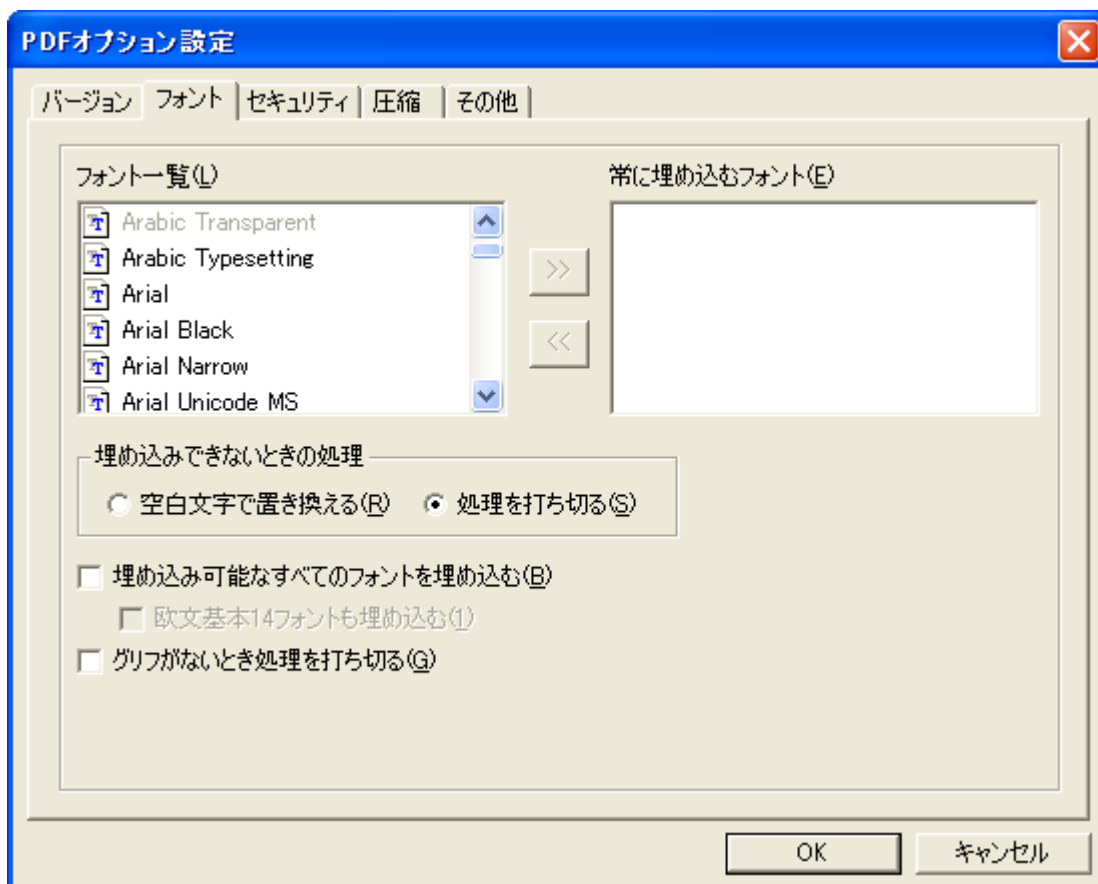 PDFオプション設定
バージョン フォント セキュリティ 圧縮 その他
フォント一覧(L) 常に埋め込むフォント(E)
Arabic Transparent
Arabic Typesetting
Arial
>>
Arial Black
<<
Arial Narrow
Arial Unicode MS
埋め込みできないときの処理
空白文字で置き換える(R) 処理を打ち切る(S)
埋め込み可能なすべてのフォントを埋め込む(B)
欧文基本14フォントも埋め込む(1)
グリフがないとき処理を打ち切る(G)
OK キャンセル